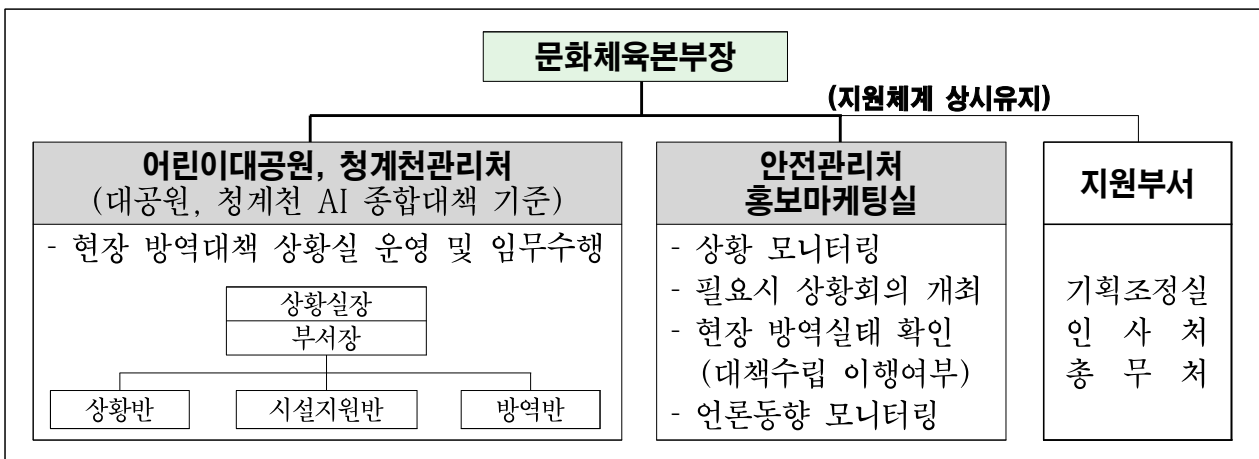 문화체육본부장
(지원체계 상시유지)
어린이대공원, 청계천관리처
(대공원, 청계천 AI 종합대책 기준)
- 현장 방역대책 상황실 운영 및 임무수행
상황실장
부서장
상황반
시설지원반
방역반
안전관리처
홍보마케팅실
- 상황 모니터링
- 필요시 상황회의 개최
- 현장 방역실태 확인
(대책수립 이행여부)
- 언론동향 모니터링
지원부서
기획조정실
인 사 처
총 무 처